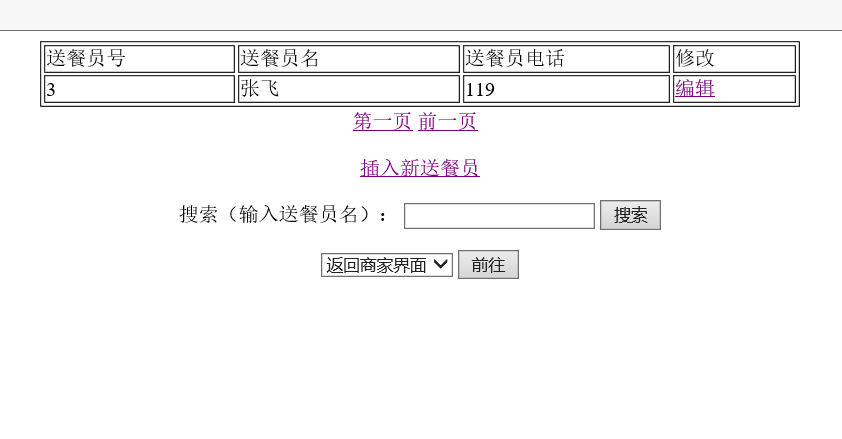 送餐员号 送餐员名 送餐员电话 修改
3 张飞 119 编辑
第一页 前一页
插入新送餐员
搜索（输入送餐员名）： 搜索
返回商家界面 前往